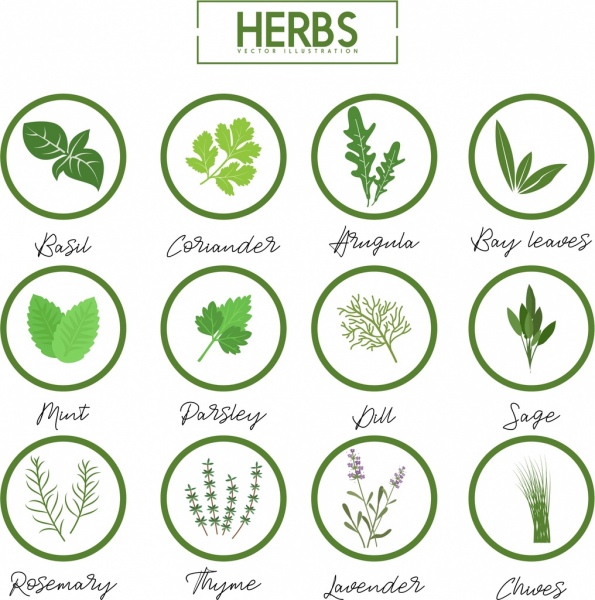 HERBS
VECTOR ILLUSTRATION
Basil Coriander Arugula Bay leaves
Mint Parsley Dill Sage
Rosemary Thyme Lavender Chives